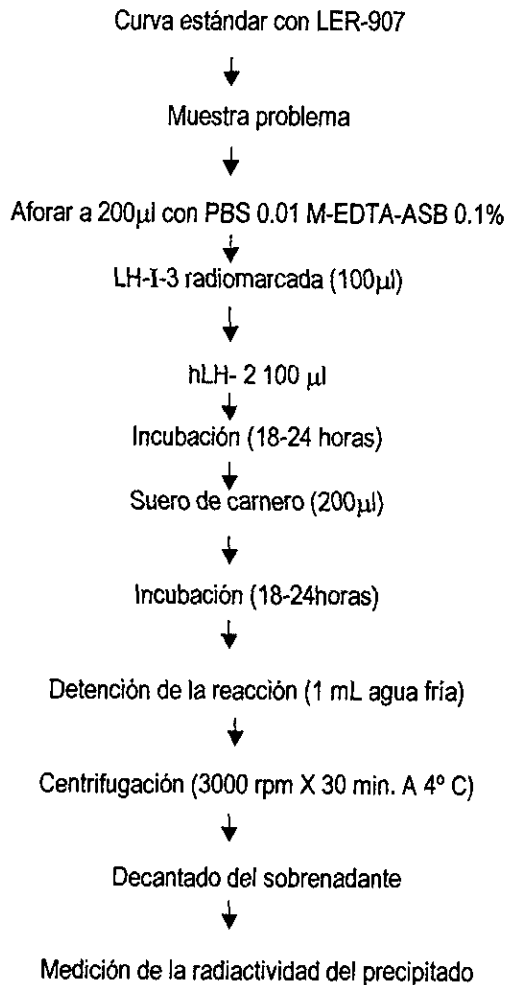 Curva estándar con LER-907
Muestra problema
Aforar a 200µl con PBS 0.01 M-EDTA-ASB 0.1%
LH-I-3 radiomarcada (100µl)
hLH- 2 100 µl
Incubación (18-24 horas)
Suero de carnero (200µl)
Incubación (18-24horas)
Detención de la reacción (1 mL agua fría)
Centrifugación (3000 rpm X 30 min. A 4º C)
Decantado del sobrenadante
Medición de la radiactividad del precipitado